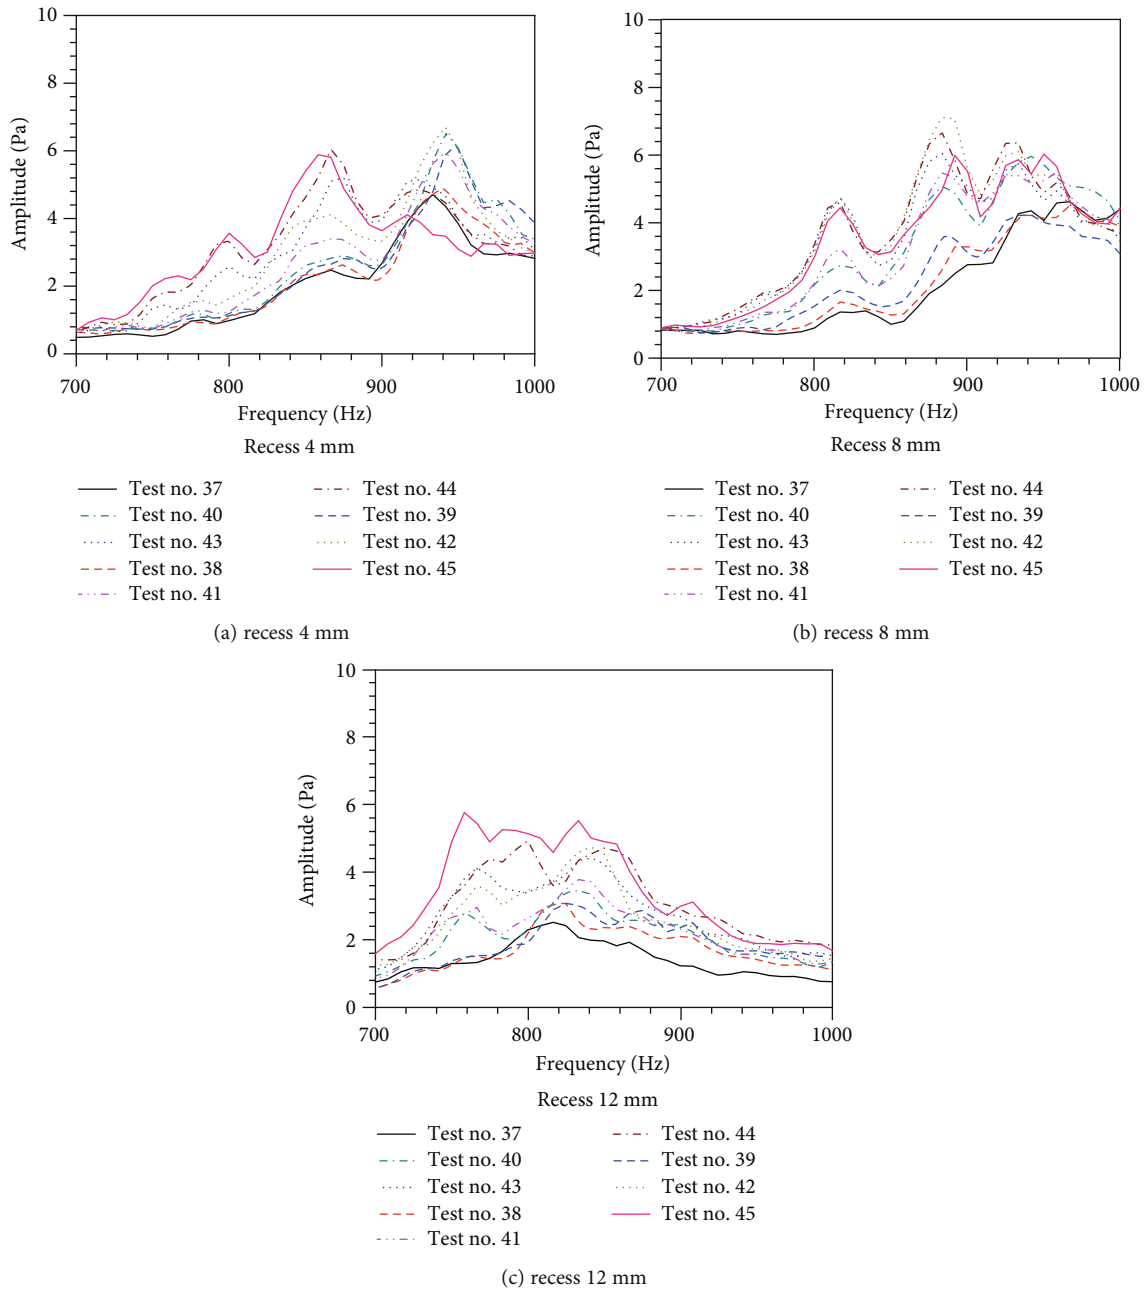 10
8
6
4
2
0
Amplitude (Pa)
700
800
900
1000
Frequency (Hz)
Recess 4 mm
Test no. 37
Test no. 40
Test no. 43
Test no. 38
Test no. 41
Test no. 44
Test no. 39
Test no. 42
Test no. 45
(a) recess 4 mm
10
8
6
4
2
0
Amplitude (Pa)
700
800
900
1000
Frequency (Hz)
Recess 8 mm
Test no. 37
Test no. 40
Test no. 43
Test no. 38
Test no. 41
Test no. 44
Test no. 39
Test no. 42
Test no. 45
(b) recess 8 mm
10
8
6
4
2
0
Amplitude (Pa)
700
800
900
1000
Frequency (Hz)
Recess 12 mm
Test no. 37
Test no. 40
Test no. 43
Test no. 38
Test no. 41
Test no. 44
Test no. 39
Test no. 42
Test no. 45
(c) recess 12 mm